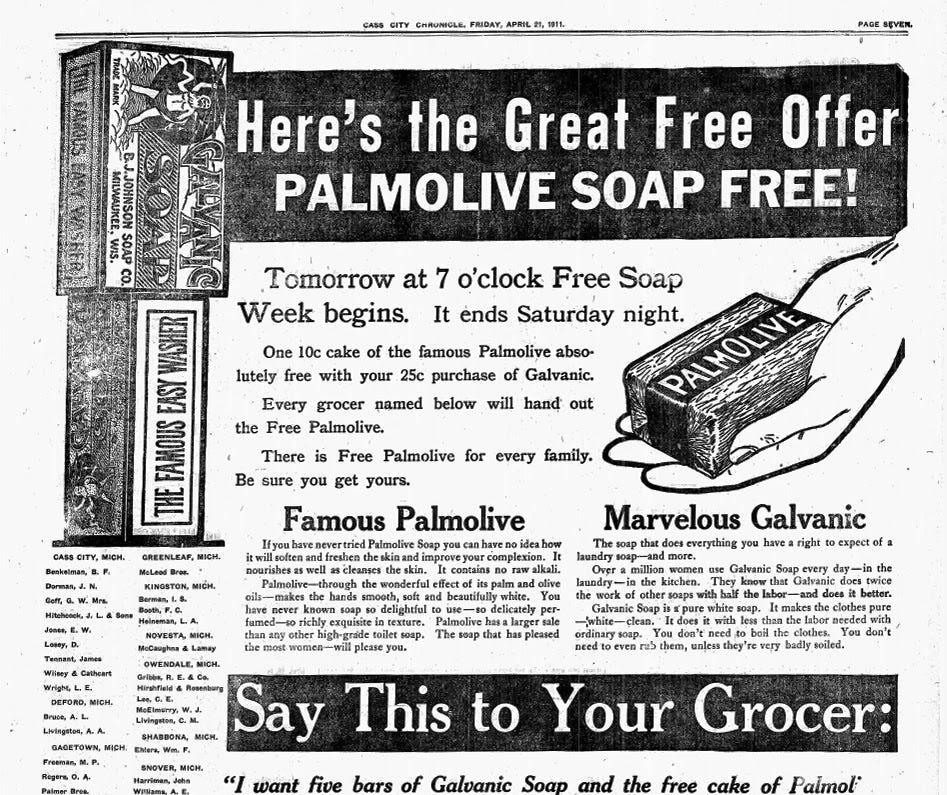 CASS CITY CHRONICLE, FRIDAY, APRIL 21, 1911.
PAGE SEVEN.
TRADE MARK
GALVANIC
SOAP
B. J. JOHNSON SOAP CO.
MILWAUKEE, WIS.
THE FAMOUS EASY WASHER
Here's the Great Free Offer
PALMOLIVE SOAP FREE!
Tomorrow at 7 o'clock Free Soap
Week begins. It ends Saturday night.
One 10c cake of the famous Palmolive abso-
lutely free with your 25c purchase of Galvanic.
Every grocer named below will hand out
the Free Palmolive.
There is Free Palmolive for every family.
Be sure you get yours.
PALMOLIVE
Famous Palmolive
If you have never tried Palmolive Soap you can have no idea how
it will soften and freshen the skin and improve your complexion. It
nourishes as well as cleanses the skin. It contains no raw alkali.
Palmolive—through the wonderful effect of its palm and olive
oils—makes the hands smooth, soft and beautifully white. You
have never known soap so delightful to use—so delicately per-
fumed—so richly exquisite in texture. Palmolive has a larger sale
than any other high-grade toilet soap. The soap that has pleased
the most women—will please you.
Marvelous Galvanic
The soap that does everything you have a right to expect of a
laundry soap—and more.
Over a million women use Galvanic Soap every day—in the
laundry—in the kitchen. They know that Galvanic does twice
the work of other soaps with half the labor—and does it better.
Galvanic Soap is a pure white soap. It makes the clothes pure
—white—clean. It does it with less than the labor needed with
ordinary soap. You don't need to boil the clothes. You don't
need to even rub them, unless they're very badly soiled.
CASS CITY, MICH.
Benkelman, B. F.
Dorman, J. N.
Goff, G. W. Mrs.
Hitchcock, J. L. & Sons
Jones, E. W.
Losey, D.
Tennant, James
Wilsey & Cathcart
Wright, L. E.
DEFORD, MICH.
Bruce, A. L.
Livingston, A. A.
GAGETOWN, MICH.
Freeman, M. P.
Rogers, O. A.
Palmer Bros.
GREENLEAF, MICH.
McLeod Bros.
KINGSTON, MICH.
Berman, I. S.
Booth, F. C.
Heineman, L. A.
NOVESTA, MICH.
McCaughna & Lamay
OWENDALE, MICH.
Gribbs, R. E. & Co.
Hirshfield & Rosenburg
Lee, C. E.
McElmurry, W. J.
Livingston, C. M.
SHABBONA, MICH.
Ehlers, Wm. F.
SNOVER, MICH.
Harriman, John
Williams, A. E.
Say This to Your Grocer:
"I want five bars of Galvanic Soap and the free cake of Palmol